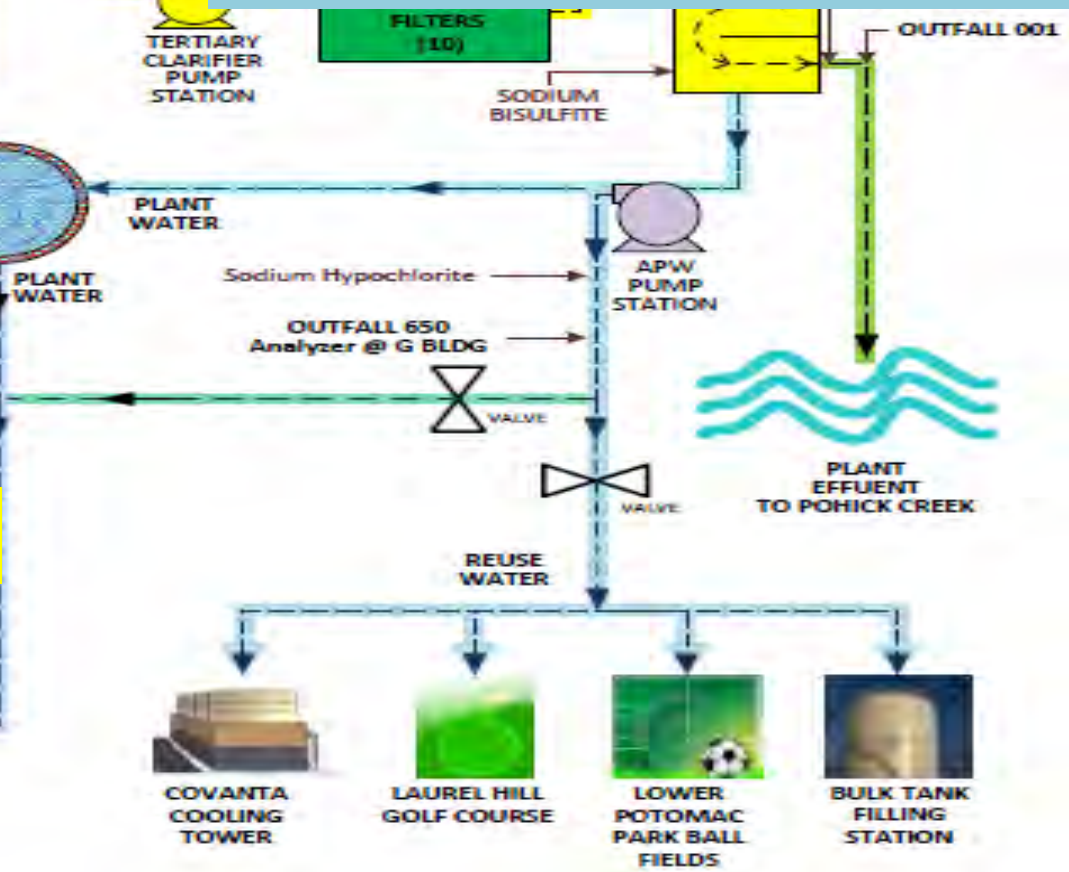 FILTERS
(10)
OUTFALL 001
TERTIARY
CLARIFIER
PUMP
STATION
SODIUM
BISULFITE
PLANT
WATER
PLANT
WATER
Sodium Hypochlorite
APW
PUMP
STATION
OUTFALL 650
Analyzer @ G BLDG
VALVE
PLANT
EFFUENT
TO POHICK CREEK
VALVE
REUSE
WATER
COVANTA
COOLING
TOWER
LAUREL HILL
GOLF COURSE
LOWER
POTOMAC
PARK BALL
FIELDS
BULK TANK
FILLING
STATION